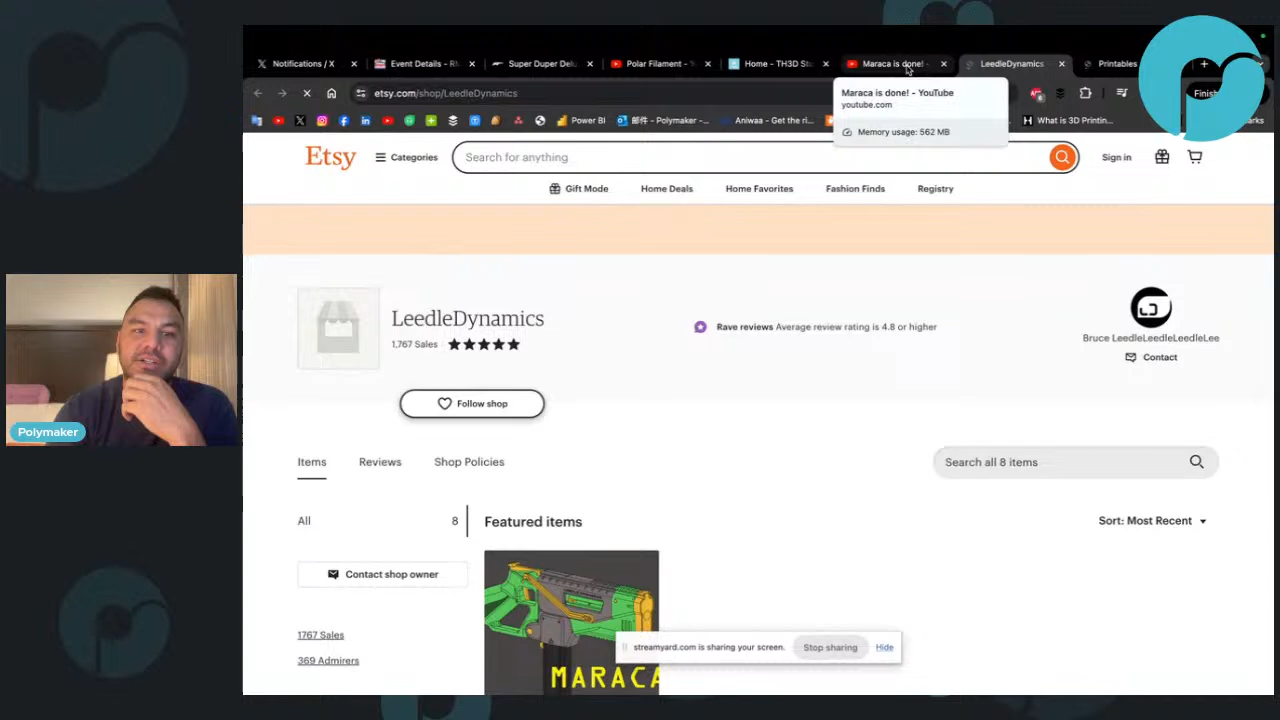 Notifications / X
Event Details - R
Super Duper Delu
Polar Filament - Y
Home - TH3D St
Maraca is done! -
LeedleDynamics
Printables
etsy.com/shop/LeedleDynamics
Finish
Maraca is done! - YouTube
youtube.com
Memory usage: 562 MB
Power BI
邮件 - Polymaker -...
Aniwaa - Get the ri...
What is 3D Printin...
Etsy
Categories
Search for anything
Sign in
Gift Mode
Home Deals
Home Favorites
Fashion Finds
Registry
LeedleDynamics
1,767 Sales
Rave reviews Average review rating is 4.8 or higher
Bruce LeedleLeedleLeedleLee
Contact
Follow shop
Polymaker
Items
Reviews
Shop Policies
Search all 8 items
All
8
Featured items
Sort: Most Recent
Contact shop owner
1767 Sales
369 Admirers
MARACA
streamyard.com is sharing your screen.
Stop sharing
Hide